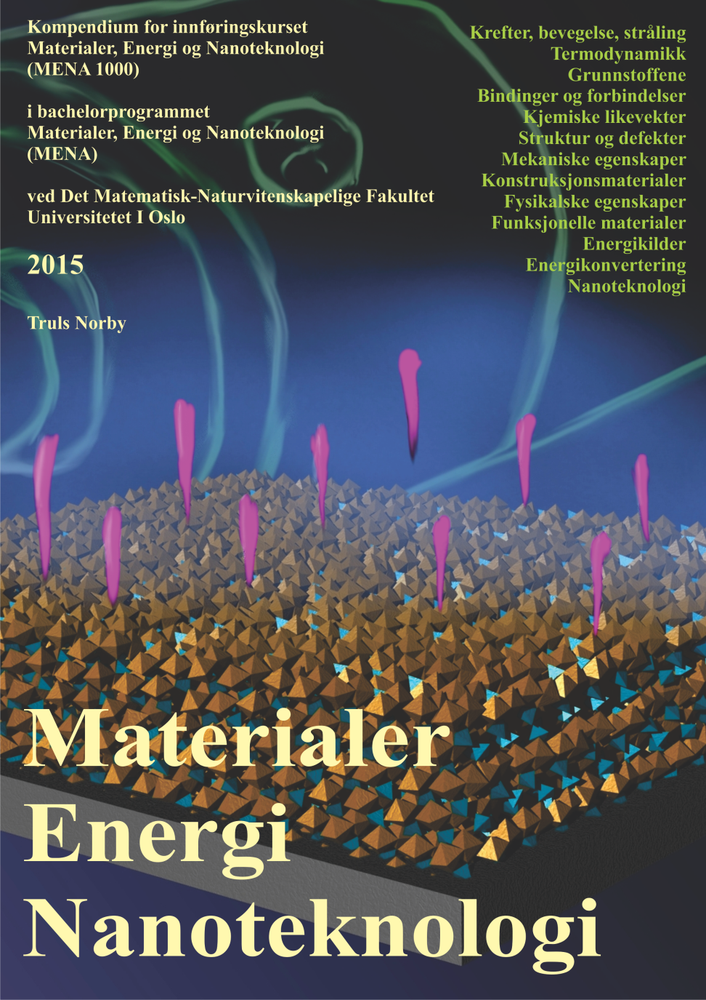 Kompendium for innføringskurset
Materialer, Energi og Nanoteknologi
(MENA 1000)
i bachelorprogrammet
Materialer, Energi og Nanoteknologi
(MENA)
ved Det Matematisk-Naturvitenskapelige Fakultet
Universitetet I Oslo
2015
Truls Norby
Krefter, bevegelse, stråling
Termodynamikk
Grunnstoffene
Bindinger og forbindelser
Kjemiske likevekter
Struktur og defekter
Mekaniske egenskaper
Konstruksjonsmaterialer
Fysikalske egenskaper
Funksjonelle materialer
Energikilder
Energikonvertering
Nanoteknologi
Materialer
Energi
Nanoteknologi